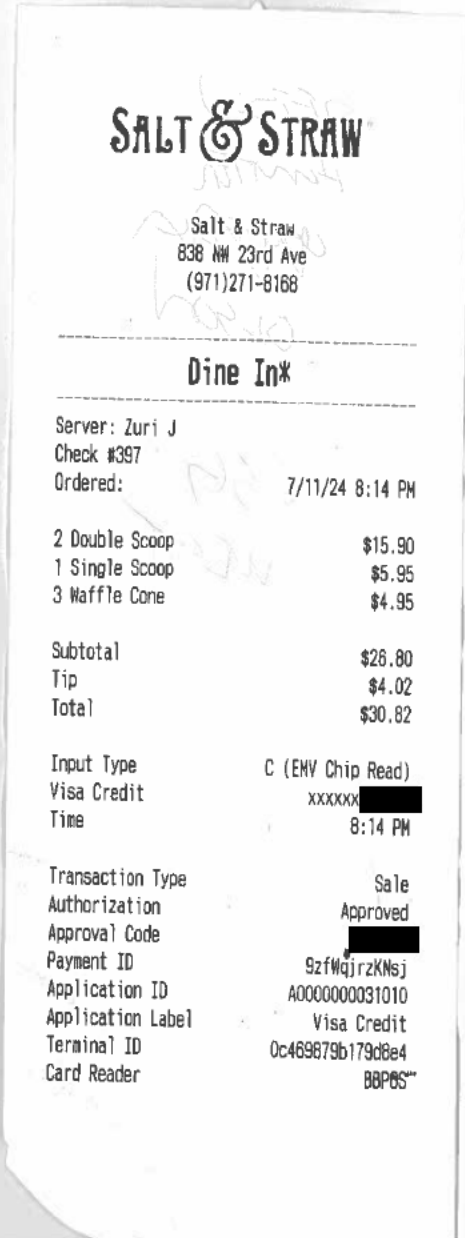 SALT & STRAW
Salt & Straw
838 NW 23rd Ave
(971)271-8168
Dine In*
Server: Zuri J
Check #397
Ordered: 7/11/24 8:14 PM
2 Double Scoop $15.90
1 Single Scoop $5.95
3 Waffle Cone $4.95
Subtotal $26.80
Tip $4.02
Total $30.82
Input Type C (EMV Chip Read)
Visa Credit xxxxxx
Time 8:14 PM
Transaction Type Sale
Authorization Approved
Approval Code
Payment ID 9zfWqjrzKNsj
Application ID A0000000031010
Application Label Visa Credit
Terminal ID 0c469879b179d8e4
Card Reader BBPOS